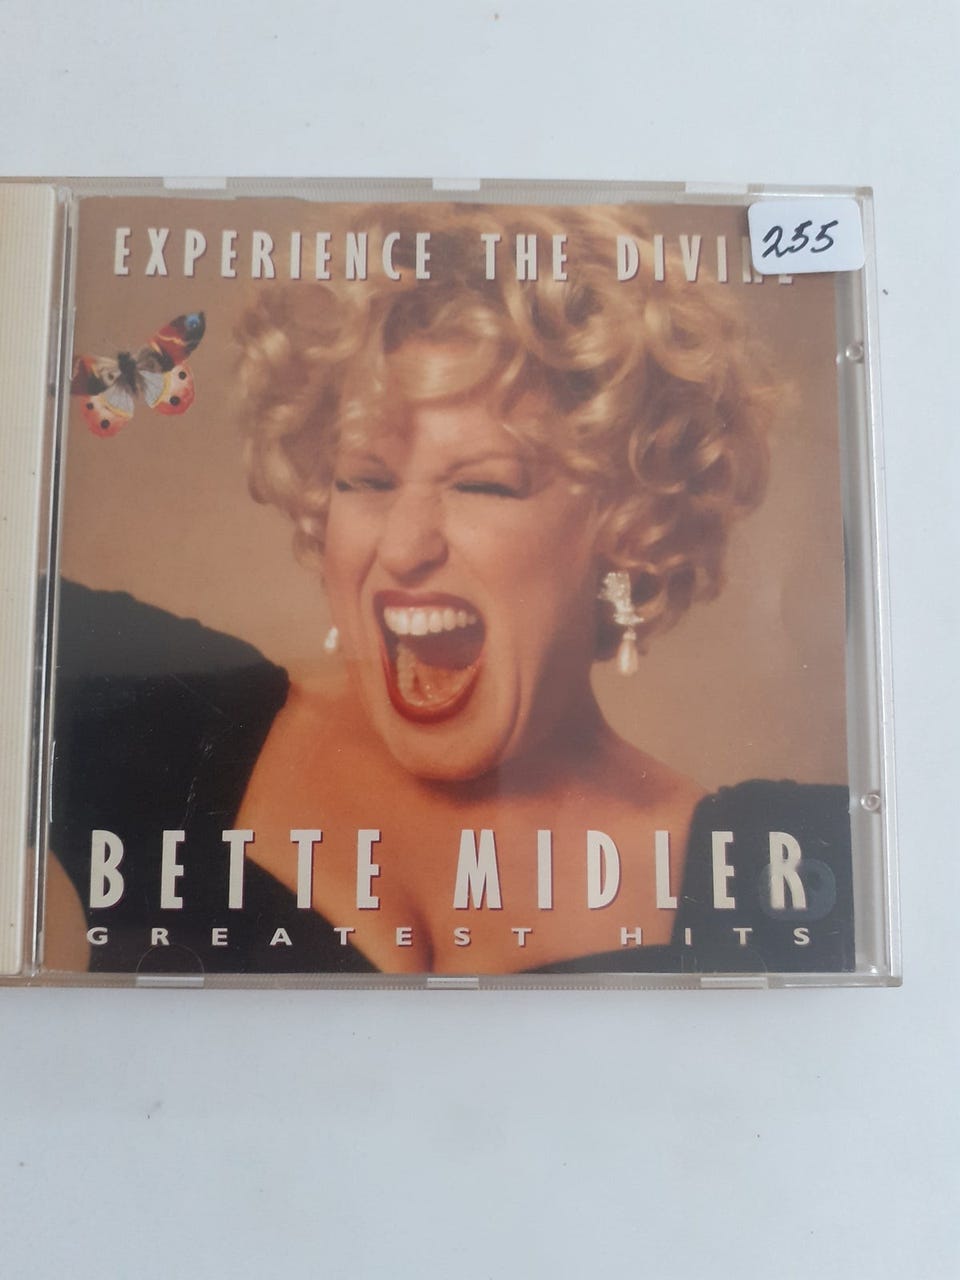 EXPERIENCE THE DIVINE
255
BETTE MIDLER
GREATEST HITS